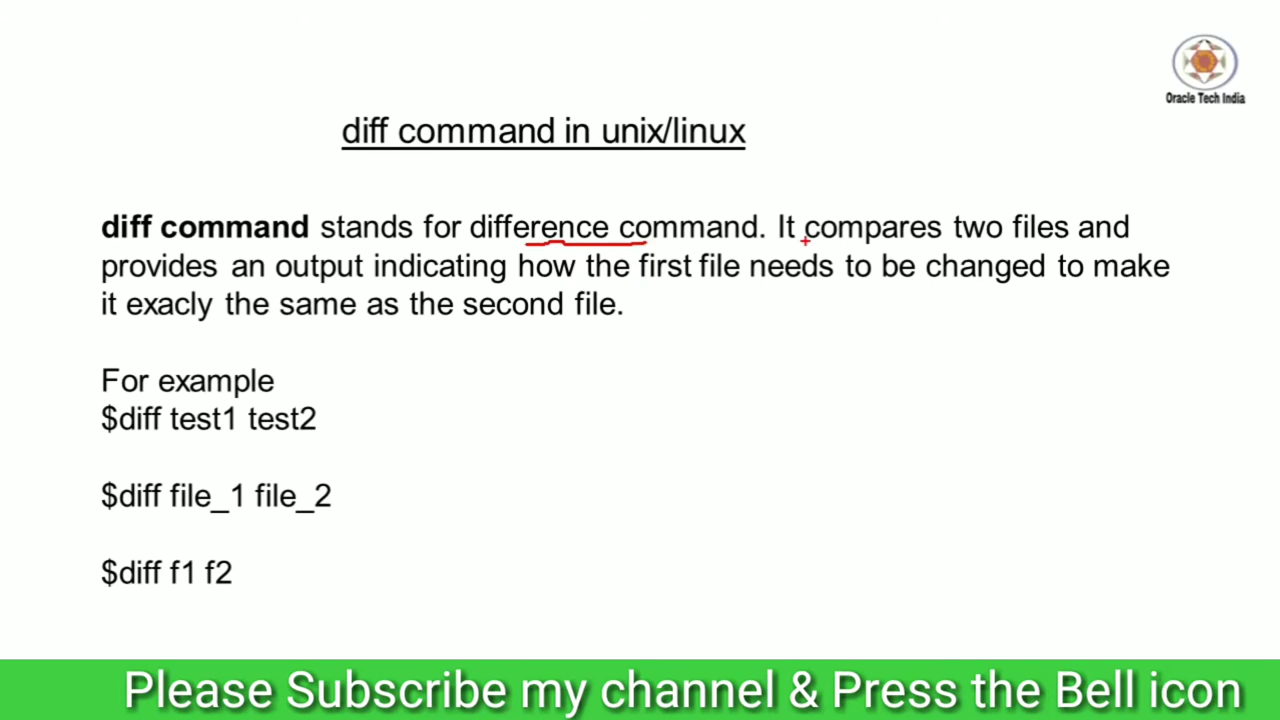 Oracle Tech India
diff command in unix/linux
diff command stands for difference command. It compares two files and
provides an output indicating how the first file needs to be changed to make
it exacly the same as the second file.
For example
$diff test1 test2
$diff file_1 file_2
$diff f1 f2
Please Subscribe my channel & Press the Bell icon